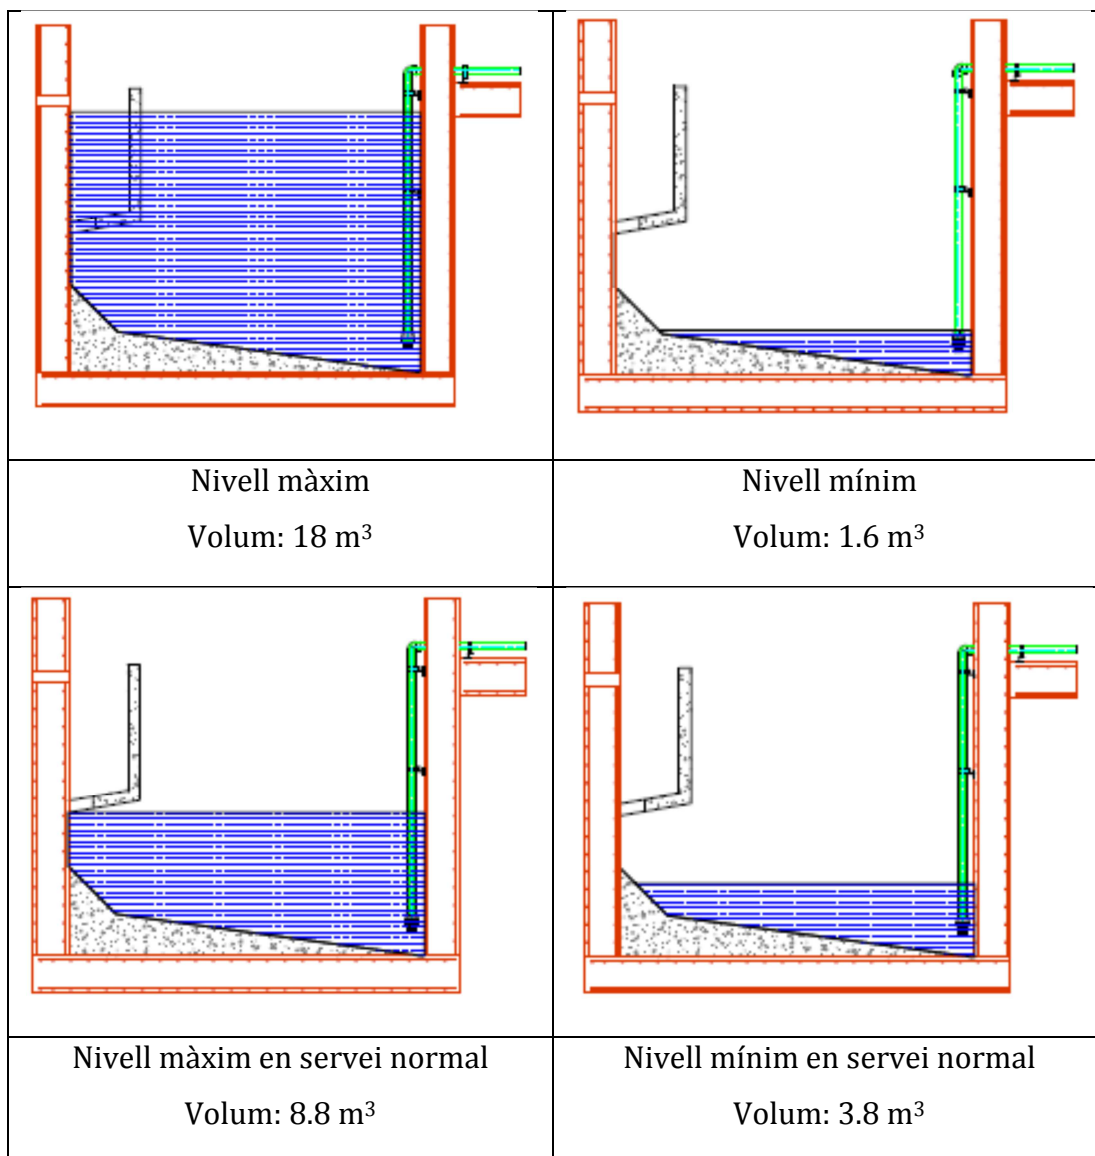 Nivell màxim
Volum: 18 m³
Nivell mínim
Volum: 1.6 m³
Nivell màxim en servei normal
Volum: 8.8 m³
Nivell mínim en servei normal
Volum: 3.8 m³